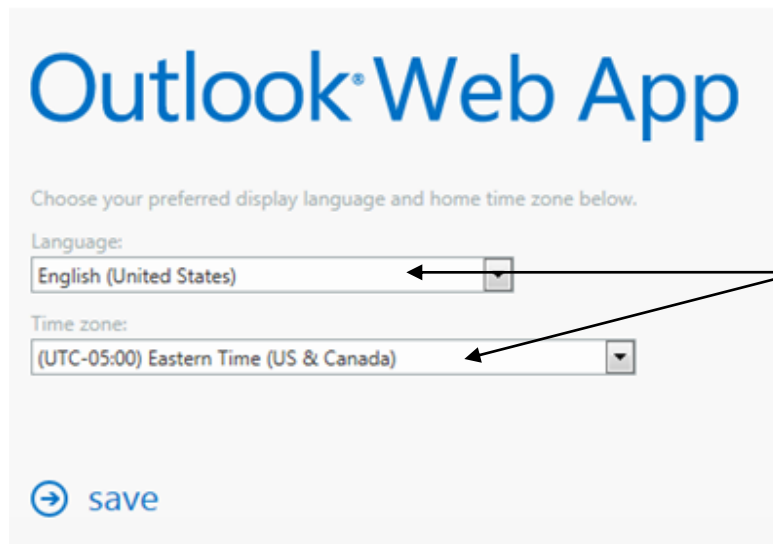 Outlook® Web App
Choose your preferred display language and home time zone below.
Language:
English (United States)
Time zone:
(UTC-05:00) Eastern Time (US & Canada)
save